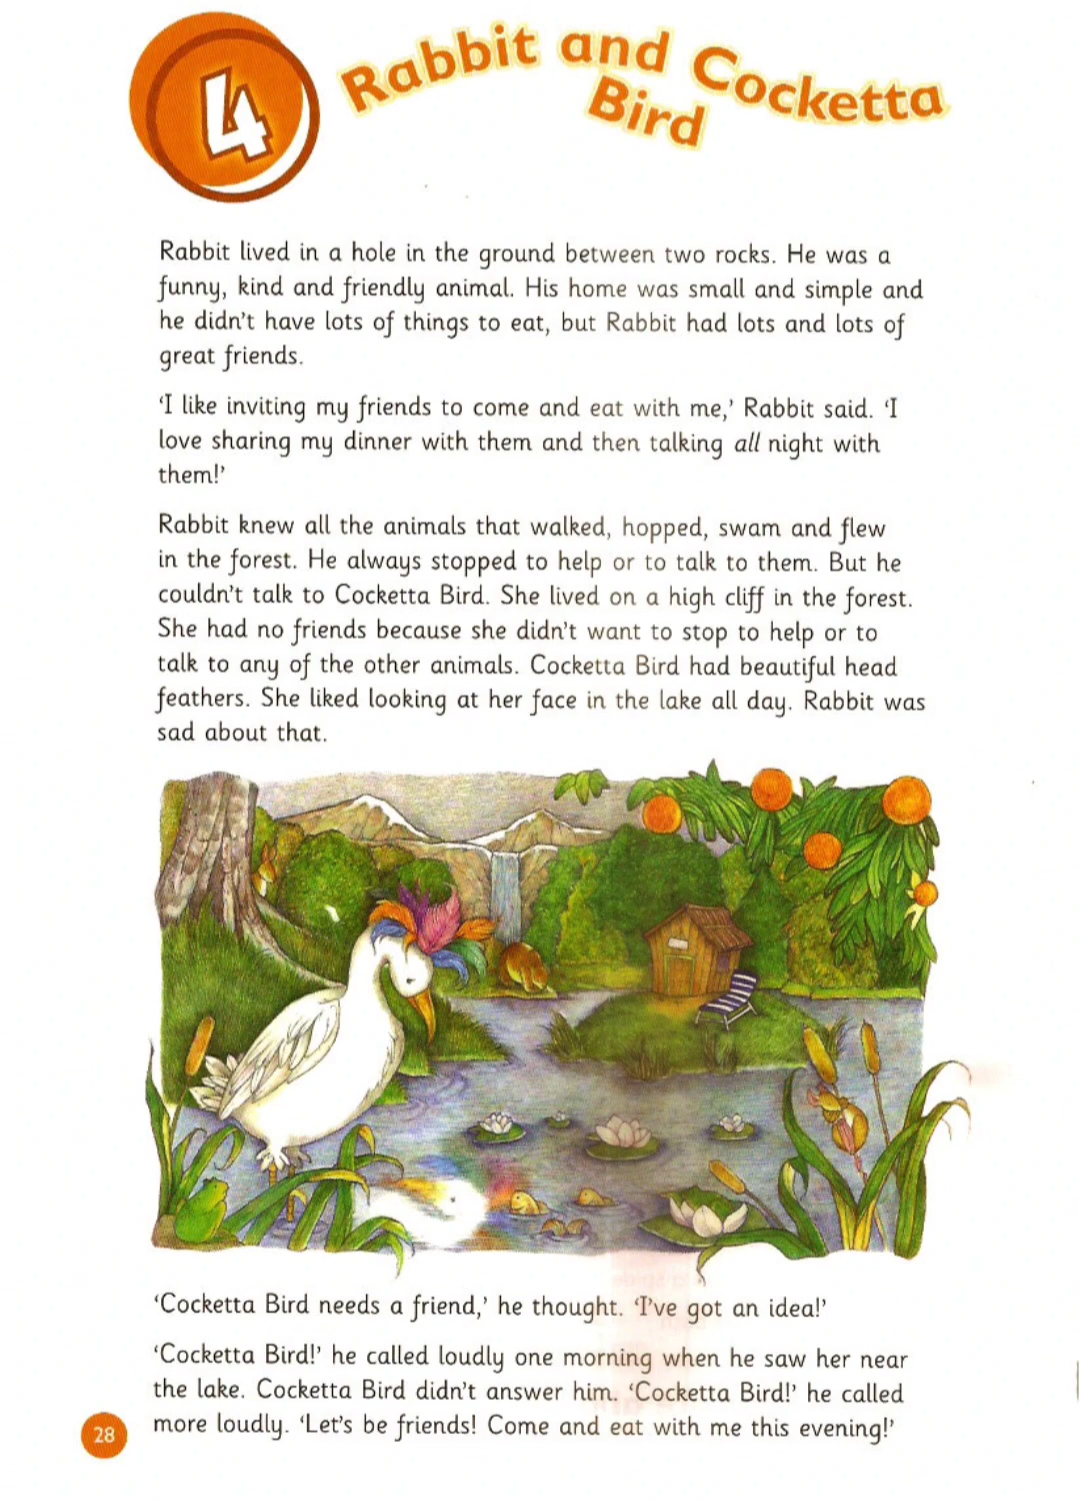 4
Rabbit and Cocketta
Bird
Rabbit lived in a hole in the ground between two rocks. He was a
funny, kind and friendly animal. His home was small and simple and
he didn't have lots of things to eat, but Rabbit had lots and lots of
great friends.
'I like inviting my friends to come and eat with me,' Rabbit said. 'I
love sharing my dinner with them and then talking all night with
them!'
Rabbit knew all the animals that walked, hopped, swam and flew
in the forest. He always stopped to help or to talk to them. But he
couldn't talk to Cocketta Bird. She lived on a high cliff in the forest.
She had no friends because she didn't want to stop to help or to
talk to any of the other animals. Cocketta Bird had beautiful head
feathers. She liked looking at her face in the lake all day. Rabbit was
sad about that.
'Cocketta Bird needs a friend,' he thought. 'I've got an idea!'
'Cocketta Bird!' he called loudly one morning when he saw her near
the lake. Cocketta Bird didn't answer him. 'Cocketta Bird!' he called
more loudly. 'Let's be friends! Come and eat with me this evening!'
28